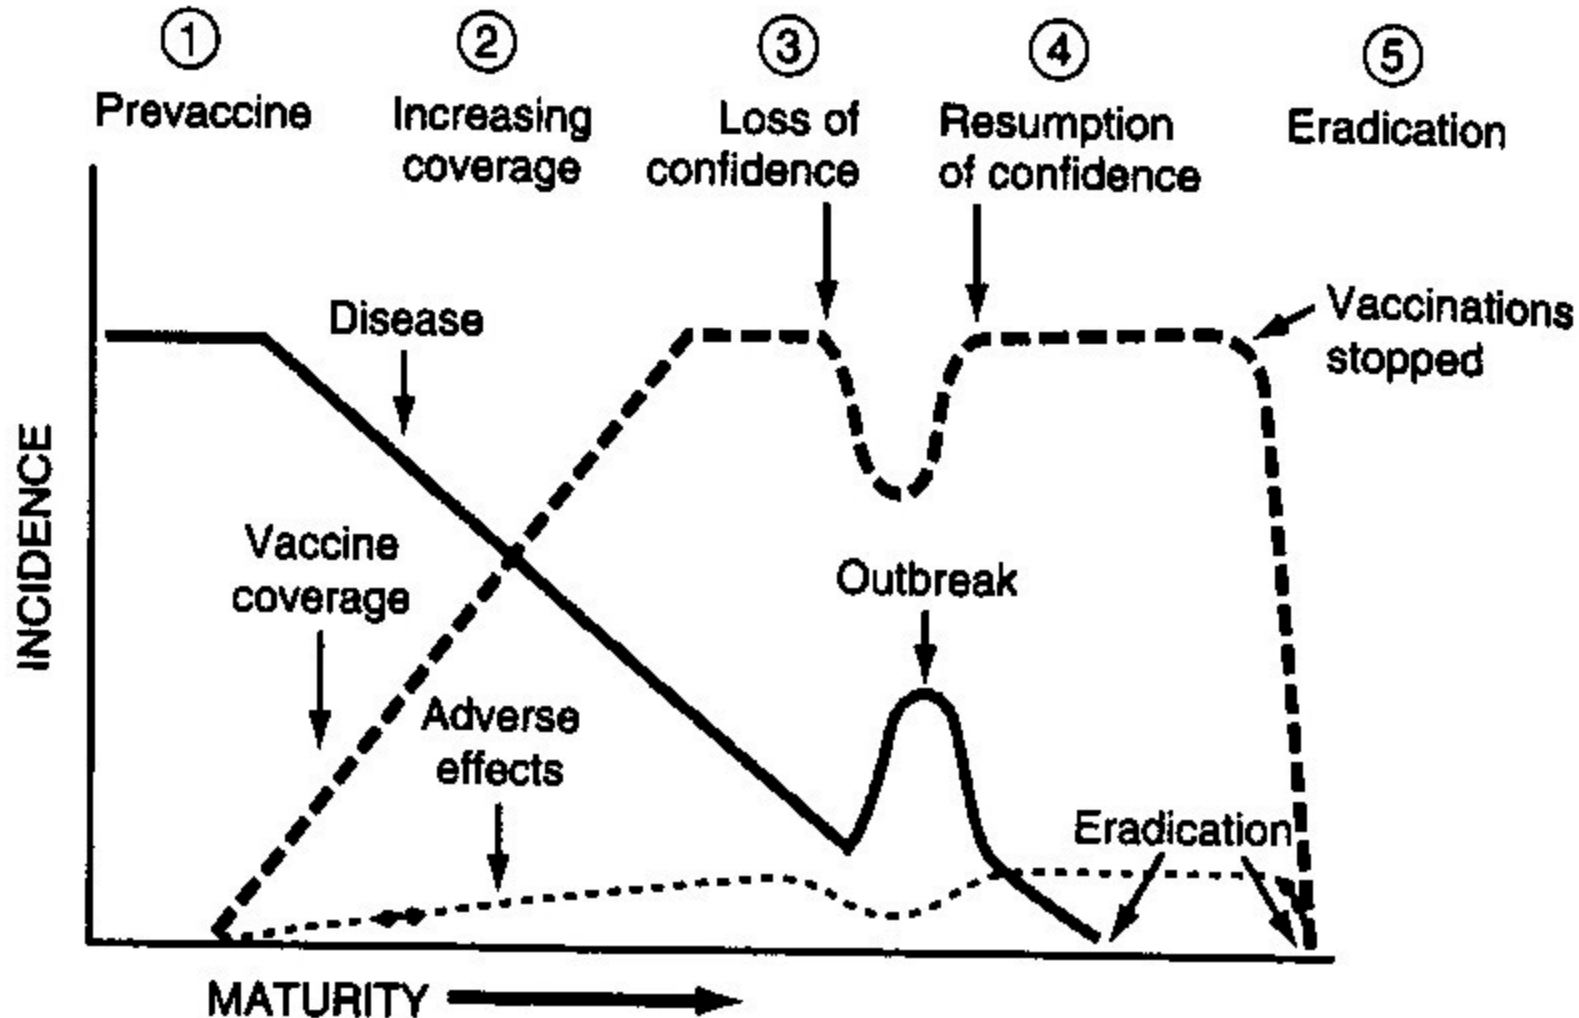 ①
Prevaccine
②
Increasing
coverage
③
Loss of
confidence
④
Resumption
of confidence
⑤
Eradication
Disease
Vaccinations
stopped
INCIDENCE
Vaccine
coverage
Outbreak
Adverse
effects
Eradication
MATURITY